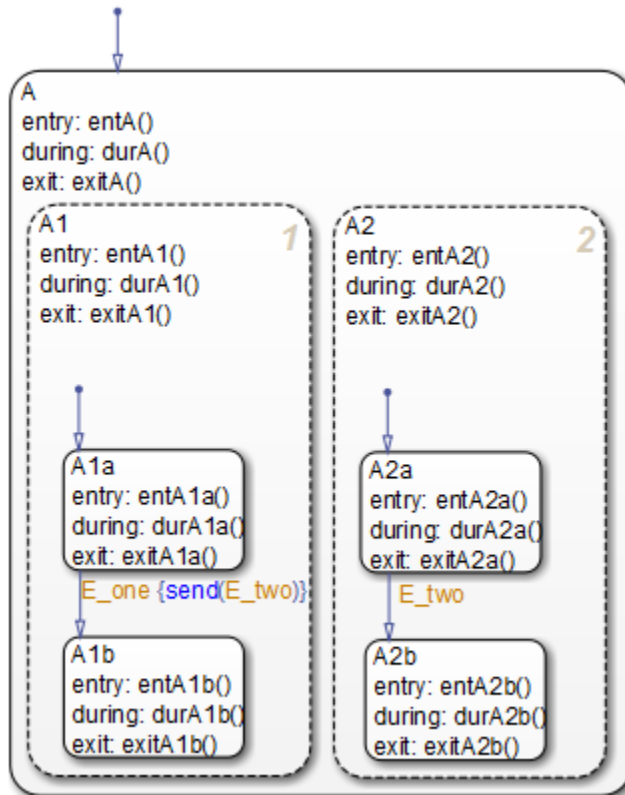 A
entry: entA()
during: durA()
exit: exitA()
A1
1
entry: entA1()
during: durA1()
exit: exitA1()
A1a
entry: entA1a()
during: durA1a()
exit: exitA1a()
E_one {send(E_two)}
A1b
entry: entA1b()
during: durA1b()
exit: exitA1b()
A2
2
entry: entA2()
during: durA2()
exit: exitA2()
A2a
entry: entA2a()
during: durA2a()
exit: exitA2a()
E_two
A2b
entry: entA2b()
during: durA2b()
exit: exitA2b()